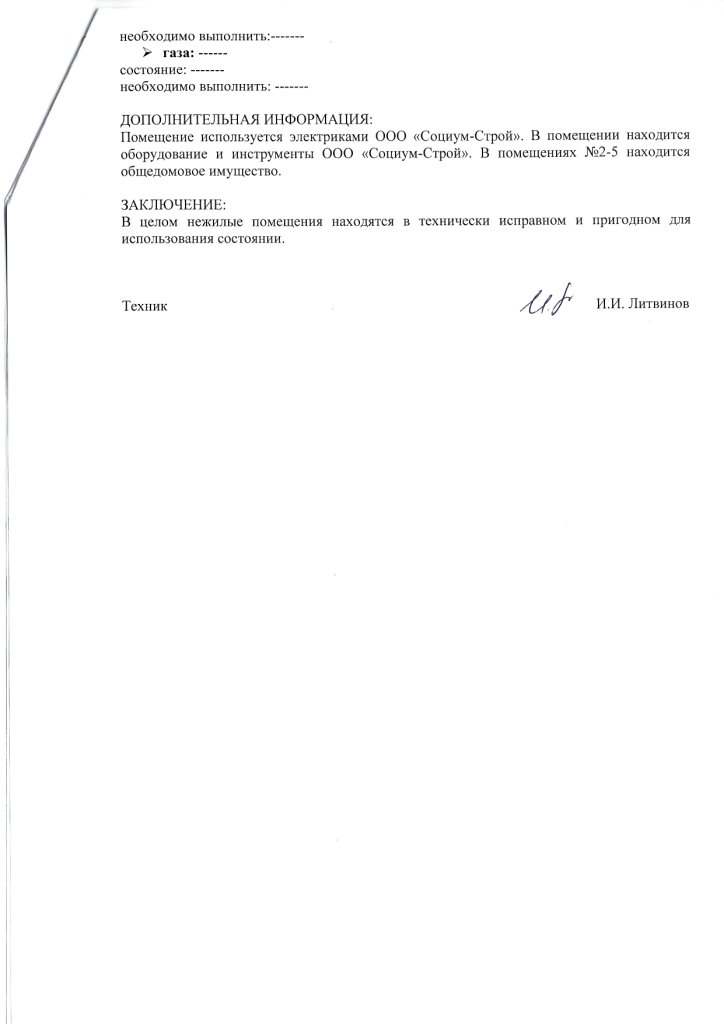 необходимо выполнить:-------
➢ газа: ------
состояние: -------
необходимо выполнить: -------
ДОПОЛНИТЕЛЬНАЯ ИНФОРМАЦИЯ:
Помещение используется электриками ООО «Социум-Строй». В помещении находится
оборудование и инструменты ООО «Социум-Строй». В помещениях №2-5 находится
общедомовое имущество.
ЗАКЛЮЧЕНИЕ:
В целом нежилые помещения находятся в технически исправном и пригодном для
использования состоянии.
Техник И.И. Литвинов